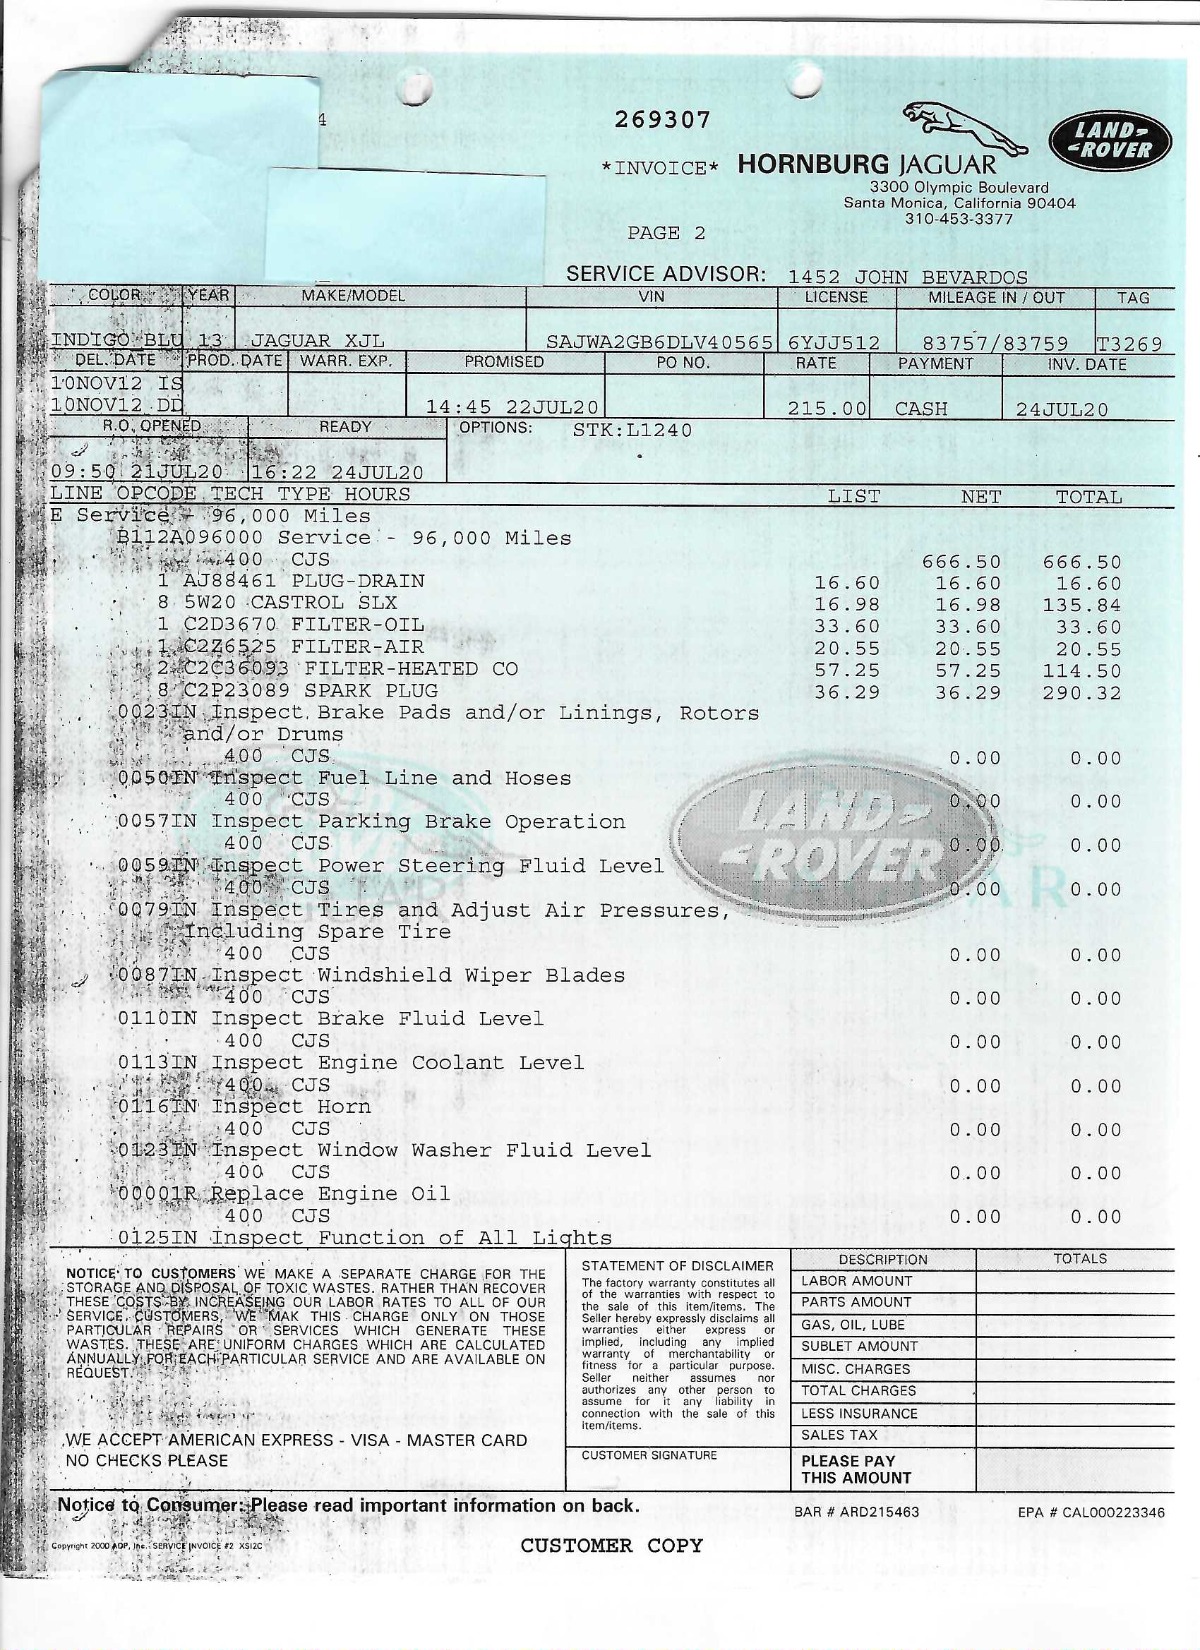 4
269307
LAND-
-ROVER
*INVOICE* HORNBURG JAGUAR
3300 Olympic Boulevard
Santa Monica, California 90404
310-453-3377
PAGE 2
SERVICE ADVISOR: 1452 JOHN BEVARDOS
COLOR YEAR MAKE/MODEL VIN LICENSE MILEAGE IN / OUT TAG
INDIGO BLU 13 JAGUAR XJL SAJWA2GB6DLV40565 6YJJ512 83757/83759 T3269
DEL. DATE PROD. DATE WARR. EXP. PROMISED PO NO. RATE PAYMENT INV. DATE
10NOV12 IS
10NOV12 DD 14:45 22JUL20 215.00 CASH 24JUL20
R.O. OPENED READY OPTIONS: STK:L1240
09:50 21JUL20 16:22 24JUL20
LINE OPCODE TECH TYPE HOURS LIST NET TOTAL
E Service - 96,000 Miles
B112A096000 Service - 96,000 Miles
400 CJS 666.50 666.50
1 AJ88461 PLUG-DRAIN 16.60 16.60 16.60
8 5W20 CASTROL SLX 16.98 16.98 135.84
1 C2D3670 FILTER-OIL 33.60 33.60 33.60
1 C2Z6525 FILTER-AIR 20.55 20.55 20.55
2 C2C36093 FILTER-HEATED CO 57.25 57.25 114.50
8 C2P23089 SPARK PLUG 36.29 36.29 290.32
0023IN Inspect Brake Pads and/or Linings, Rotors
and/or Drums
400 CJS 0.00 0.00
0050IN Inspect Fuel Line and Hoses
400 CJS 0.00 0.00
0057IN Inspect Parking Brake Operation
400 CJS 0.00 0.00
0059IN Inspect Power Steering Fluid Level
400 CJS 0.00 0.00
0079IN Inspect Tires and Adjust Air Pressures,
Including Spare Tire
400 CJS 0.00 0.00
0087IN Inspect Windshield Wiper Blades
400 CJS 0.00 0.00
0110IN Inspect Brake Fluid Level
400 CJS 0.00 0.00
0113IN Inspect Engine Coolant Level
400 CJS 0.00 0.00
0116IN Inspect Horn
400 CJS 0.00 0.00
0123IN Inspect Window Washer Fluid Level
400 CJS 0.00 0.00
00001R Replace Engine Oil
400 CJS 0.00 0.00
0125IN Inspect Function of All Lights
LAND-
-ROVER
NOTICE TO CUSTOMERS WE MAKE A SEPARATE CHARGE FOR THE
STORAGE AND DISPOSAL OF TOXIC WASTES. RATHER THAN RECOVER
THESE COSTS BY INCREASEING OUR LABOR RATES TO ALL OF OUR
SERVICE CUSTOMERS, WE MAK THIS CHARGE ONLY ON THOSE
PARTICULAR REPAIRS OR SERVICES WHICH GENERATE THESE
WASTES. THESE ARE UNIFORM CHARGES WHICH ARE CALCULATED
ANNUALLY FOR EACH PARTICULAR SERVICE AND ARE AVAILABLE ON
REQUEST.
WE ACCEPT AMERICAN EXPRESS - VISA - MASTER CARD
NO CHECKS PLEASE
STATEMENT OF DISCLAIMER
The factory warranty constitutes all
of the warranties with respect to
the sale of this item/items. The
Seller hereby expressly disclaims all
warranties either express or
implied, including any implied
warranty of merchantability or
fitness for a particular purpose.
Seller neither assumes nor
authorizes any other person to
assume for it any liability in
connection with the sale of this
item/items.
CUSTOMER SIGNATURE
DESCRIPTION TOTALS
LABOR AMOUNT
PARTS AMOUNT
GAS, OIL, LUBE
SUBLET AMOUNT
MISC. CHARGES
TOTAL CHARGES
LESS INSURANCE
SALES TAX
PLEASE PAY
THIS AMOUNT
Notice to Consumer: Please read important information on back.
BAR # ARD215463 EPA # CAL000223346
Copyright 2000 ADP, Inc. SERVICE INVOICE #2 XSI2C
CUSTOMER COPY